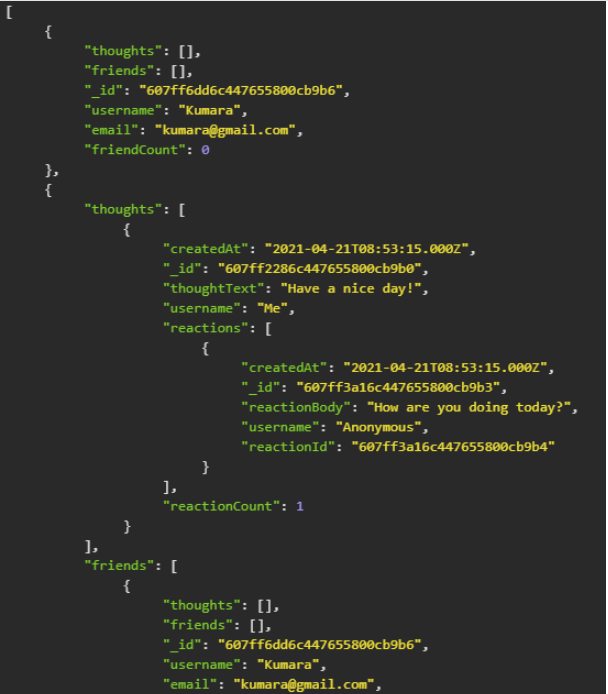 [
{
"thoughts": [],
"friends": [],
"_id": "607ff6dd6c447655800cb9b6",
"username": "Kumara",
"email": "kumara@gmail.com",
"friendCount": 0
},
{
"thoughts": [
{
"createdAt": "2021-04-21T08:53:15.000Z",
"_id": "607ff2286c447655800cb9b0",
"thoughtText": "Have a nice day!",
"username": "Me",
"reactions": [
{
"createdAt": "2021-04-21T08:53:15.000Z",
"_id": "607ff3a16c447655800cb9b3",
"reactionBody": "How are you doing today?",
"username": "Anonymous",
"reactionId": "607ff3a16c447655800cb9b4"
}
],
"reactionCount": 1
}
],
"friends": [
{
"thoughts": [],
"friends": [],
"_id": "607ff6dd6c447655800cb9b6",
"username": "Kumara",
"email": "kumara@gmail.com",